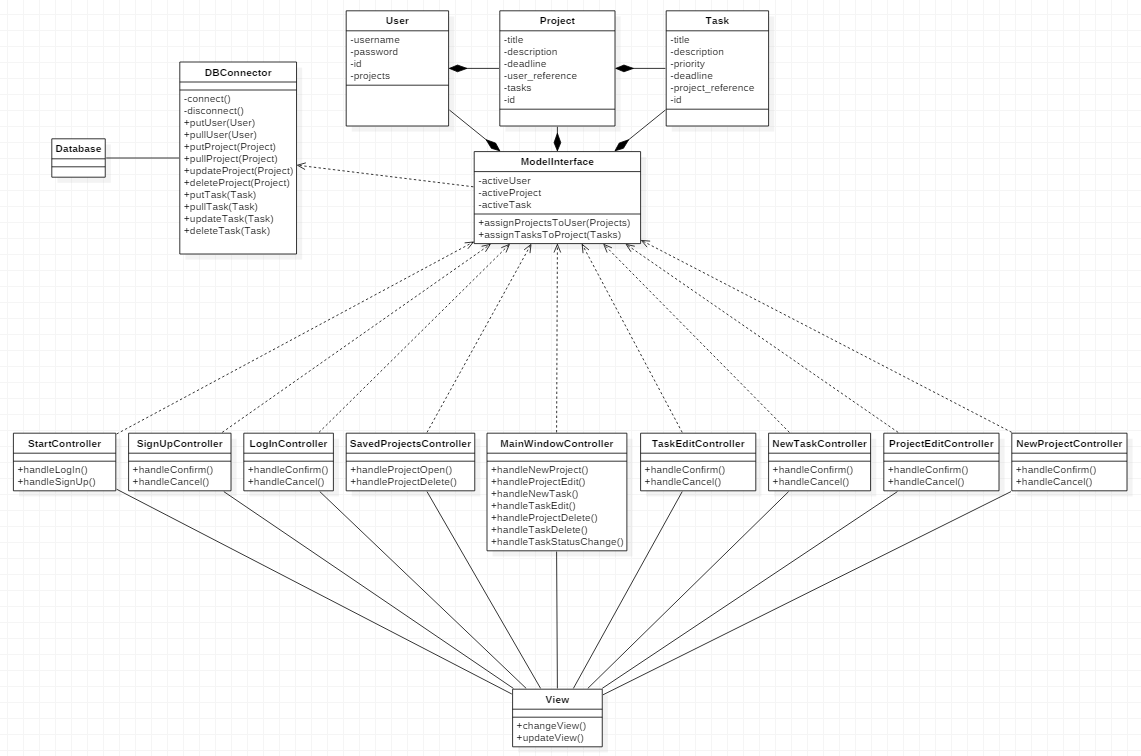 User
-username
-password
-id
-projects
Project
-title
-description
-deadline
-user_reference
-tasks
-id
Task
-title
-description
-priority
-deadline
-project_reference
-id
DBConnector
-connect()
-disconnect()
+putUser(User)
+pullUser(User)
+putProject(Project)
+pullProject(Project)
+updateProject(Project)
+deleteProject(Project)
+putTask(Task)
+pullTask(Task)
+updateTask(Task)
+deleteTask(Task)
Database
ModelInterface
-activeUser
-activeProject
-activeTask
+assignProjectsToUser(Projects)
+assignTasksToProject(Tasks)
StartController
+handleLogIn()
+handleSignUp()
SignUpController
+handleConfirm()
+handleCancel()
LogInController
+handleConfirm()
+handleCancel()
SavedProjectsController
+handleProjectOpen()
+handleProjectDelete()
MainWindowController
+handleNewProject()
+handleProjectEdit()
+handleNewTask()
+handleTaskEdit()
+handleProjectDelete()
+handleTaskDelete()
+handleTaskStatusChange()
TaskEditController
+handleConfirm()
+handleCancel()
NewTaskController
+handleConfirm()
+handleCancel()
ProjectEditController
+handleConfirm()
+handleCancel()
NewProjectController
+handleConfirm()
+handleCancel()
View
+changeView()
+updateView()